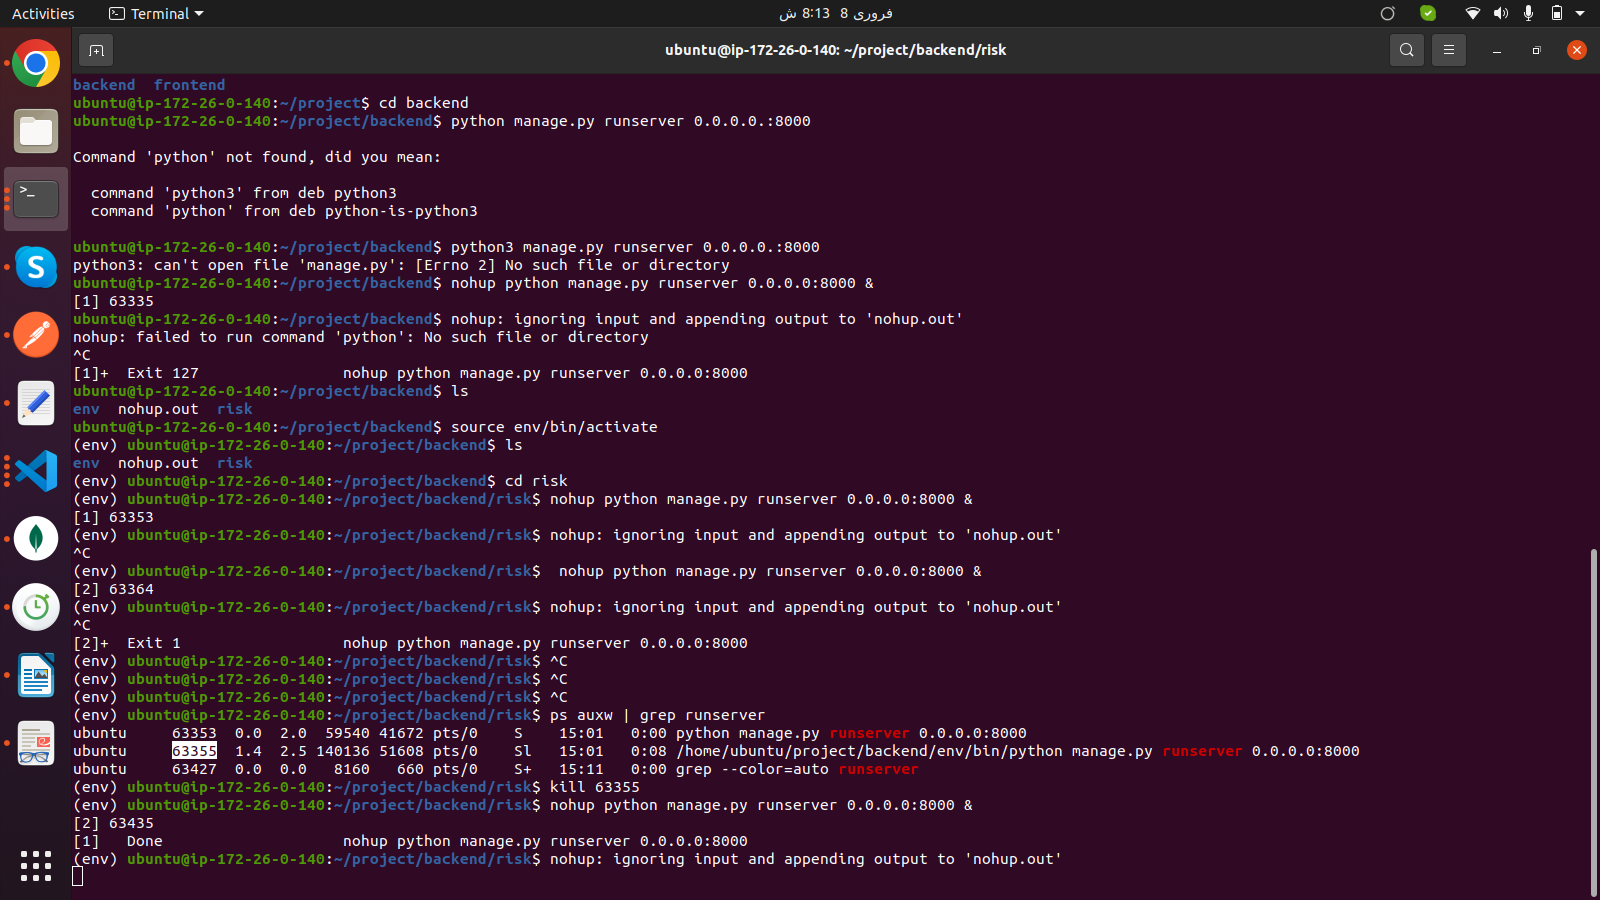 Activities
Terminal
فروری 8  8:13 ش
ubuntu@ip-172-26-0-140: ~/project/backend/risk
backend  frontend
ubuntu@ip-172-26-0-140:~/project$ cd backend
ubuntu@ip-172-26-0-140:~/project/backend$ python manage.py runserver 0.0.0.0.:8000
Command 'python' not found, did you mean:
  command 'python3' from deb python3
  command 'python' from deb python-is-python3
ubuntu@ip-172-26-0-140:~/project/backend$ python3 manage.py runserver 0.0.0.0.:8000
python3: can't open file 'manage.py': [Errno 2] No such file or directory
ubuntu@ip-172-26-0-140:~/project/backend$ nohup python manage.py runserver 0.0.0.0:8000 &
[1] 63335
ubuntu@ip-172-26-0-140:~/project/backend$ nohup: ignoring input and appending output to 'nohup.out'
nohup: failed to run command 'python': No such file or directory
^C
[1]+  Exit 127                nohup python manage.py runserver 0.0.0.0:8000
ubuntu@ip-172-26-0-140:~/project/backend$ ls
env  nohup.out  risk
ubuntu@ip-172-26-0-140:~/project/backend$ source env/bin/activate
(env) ubuntu@ip-172-26-0-140:~/project/backend$ ls
env  nohup.out  risk
(env) ubuntu@ip-172-26-0-140:~/project/backend$ cd risk
(env) ubuntu@ip-172-26-0-140:~/project/backend/risk$ nohup python manage.py runserver 0.0.0.0:8000 &
[1] 63353
(env) ubuntu@ip-172-26-0-140:~/project/backend/risk$ nohup: ignoring input and appending output to 'nohup.out'
^C
(env) ubuntu@ip-172-26-0-140:~/project/backend/risk$  nohup python manage.py runserver 0.0.0.0:8000 &
[2] 63364
(env) ubuntu@ip-172-26-0-140:~/project/backend/risk$ nohup: ignoring input and appending output to 'nohup.out'
^C
[2]+  Exit 1                  nohup python manage.py runserver 0.0.0.0:8000
(env) ubuntu@ip-172-26-0-140:~/project/backend/risk$ ^C
(env) ubuntu@ip-172-26-0-140:~/project/backend/risk$ ^C
(env) ubuntu@ip-172-26-0-140:~/project/backend/risk$ ^C
(env) ubuntu@ip-172-26-0-140:~/project/backend/risk$ ps auxw | grep runserver
ubuntu     63353  0.0  2.0  59540 41672 pts/0    S    15:01   0:00 python manage.py runserver 0.0.0.0:8000
ubuntu     63355  1.4  2.5 140136 51608 pts/0    Sl   15:01   0:08 /home/ubuntu/project/backend/env/bin/python manage.py runserver 0.0.0.0:8000
ubuntu     63427  0.0  0.0   8160   660 pts/0    S+   15:11   0:00 grep --color=auto runserver
(env) ubuntu@ip-172-26-0-140:~/project/backend/risk$ kill 63355
(env) ubuntu@ip-172-26-0-140:~/project/backend/risk$ nohup python manage.py runserver 0.0.0.0:8000 &
[2] 63435
[1]   Done                    nohup python manage.py runserver 0.0.0.0:8000
(env) ubuntu@ip-172-26-0-140:~/project/backend/risk$ nohup: ignoring input and appending output to 'nohup.out'